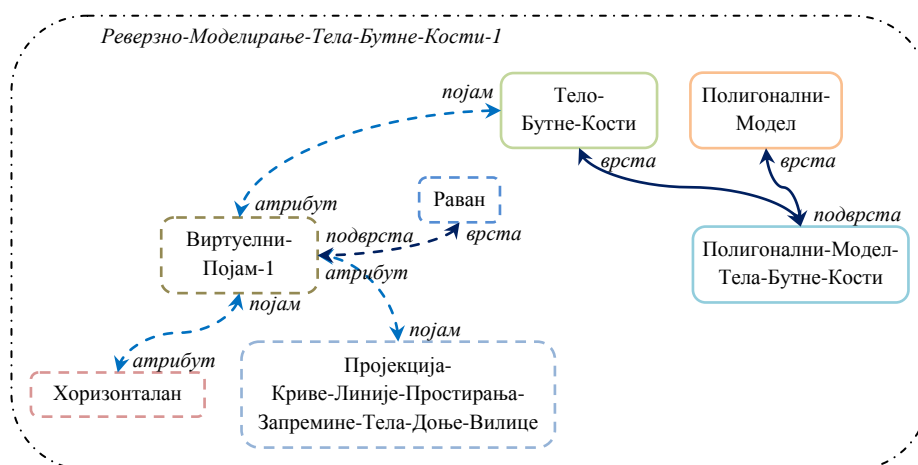 Реверзно-Моделирање-Тела-Бутне-Кости-1
појам
Тело-
Бутне-Кости
Полигонални-
Модел
врста
врста
атрибут
Раван
подврста
врста
подврста
Виртуелни-
Појам-1
атрибут
Полигонални-Модел-
Тела-Бутне-Кости
појам
појам
атрибут
Хоризонталан
Пројекција-
Криве-Линије-Простирања-
Запремине-Тела-Доње-Вилице